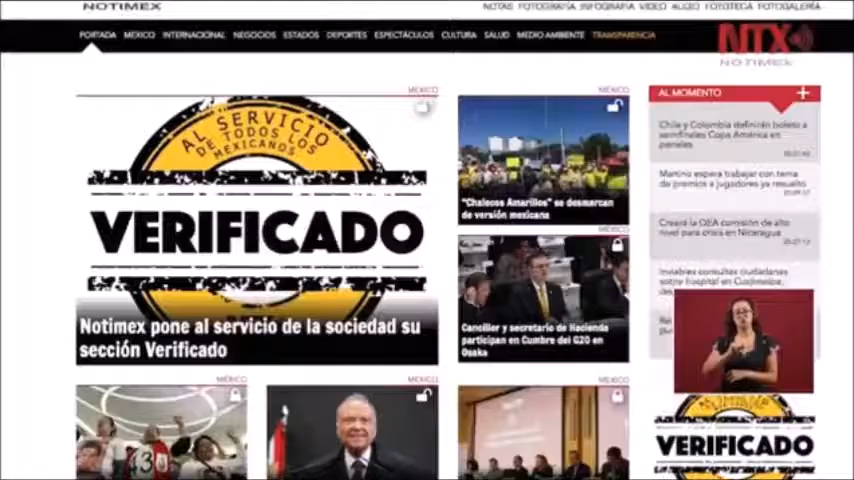 NOTIMEX
NOTAS FOTOGRAFÍA INFOGRAFÍA VIDEO AUDIO FOTOTECA FOTOGALERÍA
PORTADA MÉXICO INTERNACIONAL NEGOCIOS ESTADOS DEPORTES ESPECTÁCULOS CULTURA SALUD MEDIO AMBIENTE TRANSPARENCIA
NTX
NOTIMEX
MÉXICO
AL SERVICIO
DE TODOS LOS
MEXICANOS
VERIFICADO
Notimex pone al servicio de la sociedad su
sección Verificado
MÉXICO
"Chalecos Amarillos" se desmarcan
de versión mexicana
MÉXICO
Canciller y secretario de Hacienda
participan en Cumbre del G20 en
Osaka
AL MOMENTO +
Chile y Colombia definirán boleto a
semifinales Copa América en
penales
Martino espera trabajar con tema
de premios a jugadores ya resuelto
Creará la OEA comisión de alto
nivel para crisis en Nicaragua
Inviables consultas ciudadanas
sobre hospital en Cuajimalpa,
MÉXICO
43
MÉXICO
MÉXICO
VERIFICADO